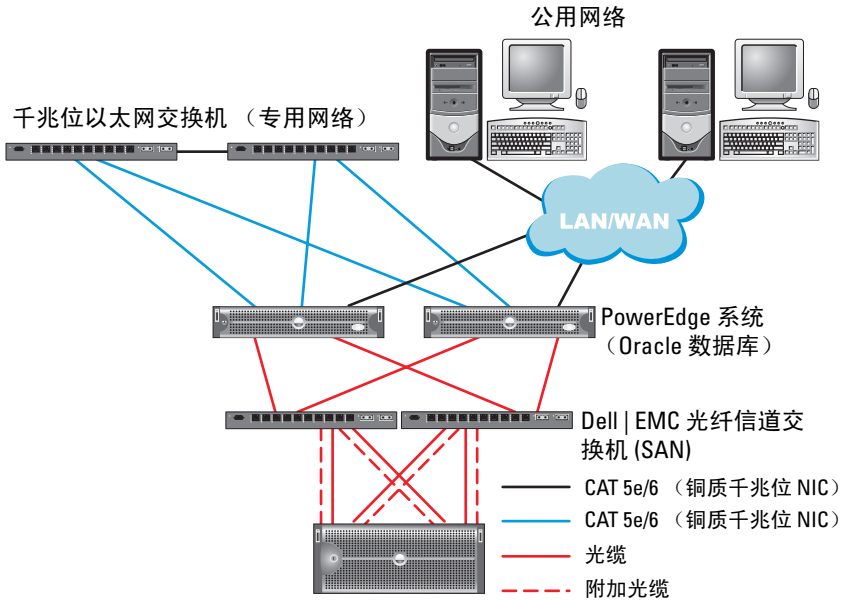 公用网络
千兆位以太网交换机 （专用网络）
LAN/WAN
PowerEdge 系统
（Oracle 数据库）
Dell | EMC 光纤信道交
换机 (SAN)
CAT 5e/6 （铜质千兆位 NIC）
CAT 5e/6 （铜质千兆位 NIC）
光缆
附加光缆